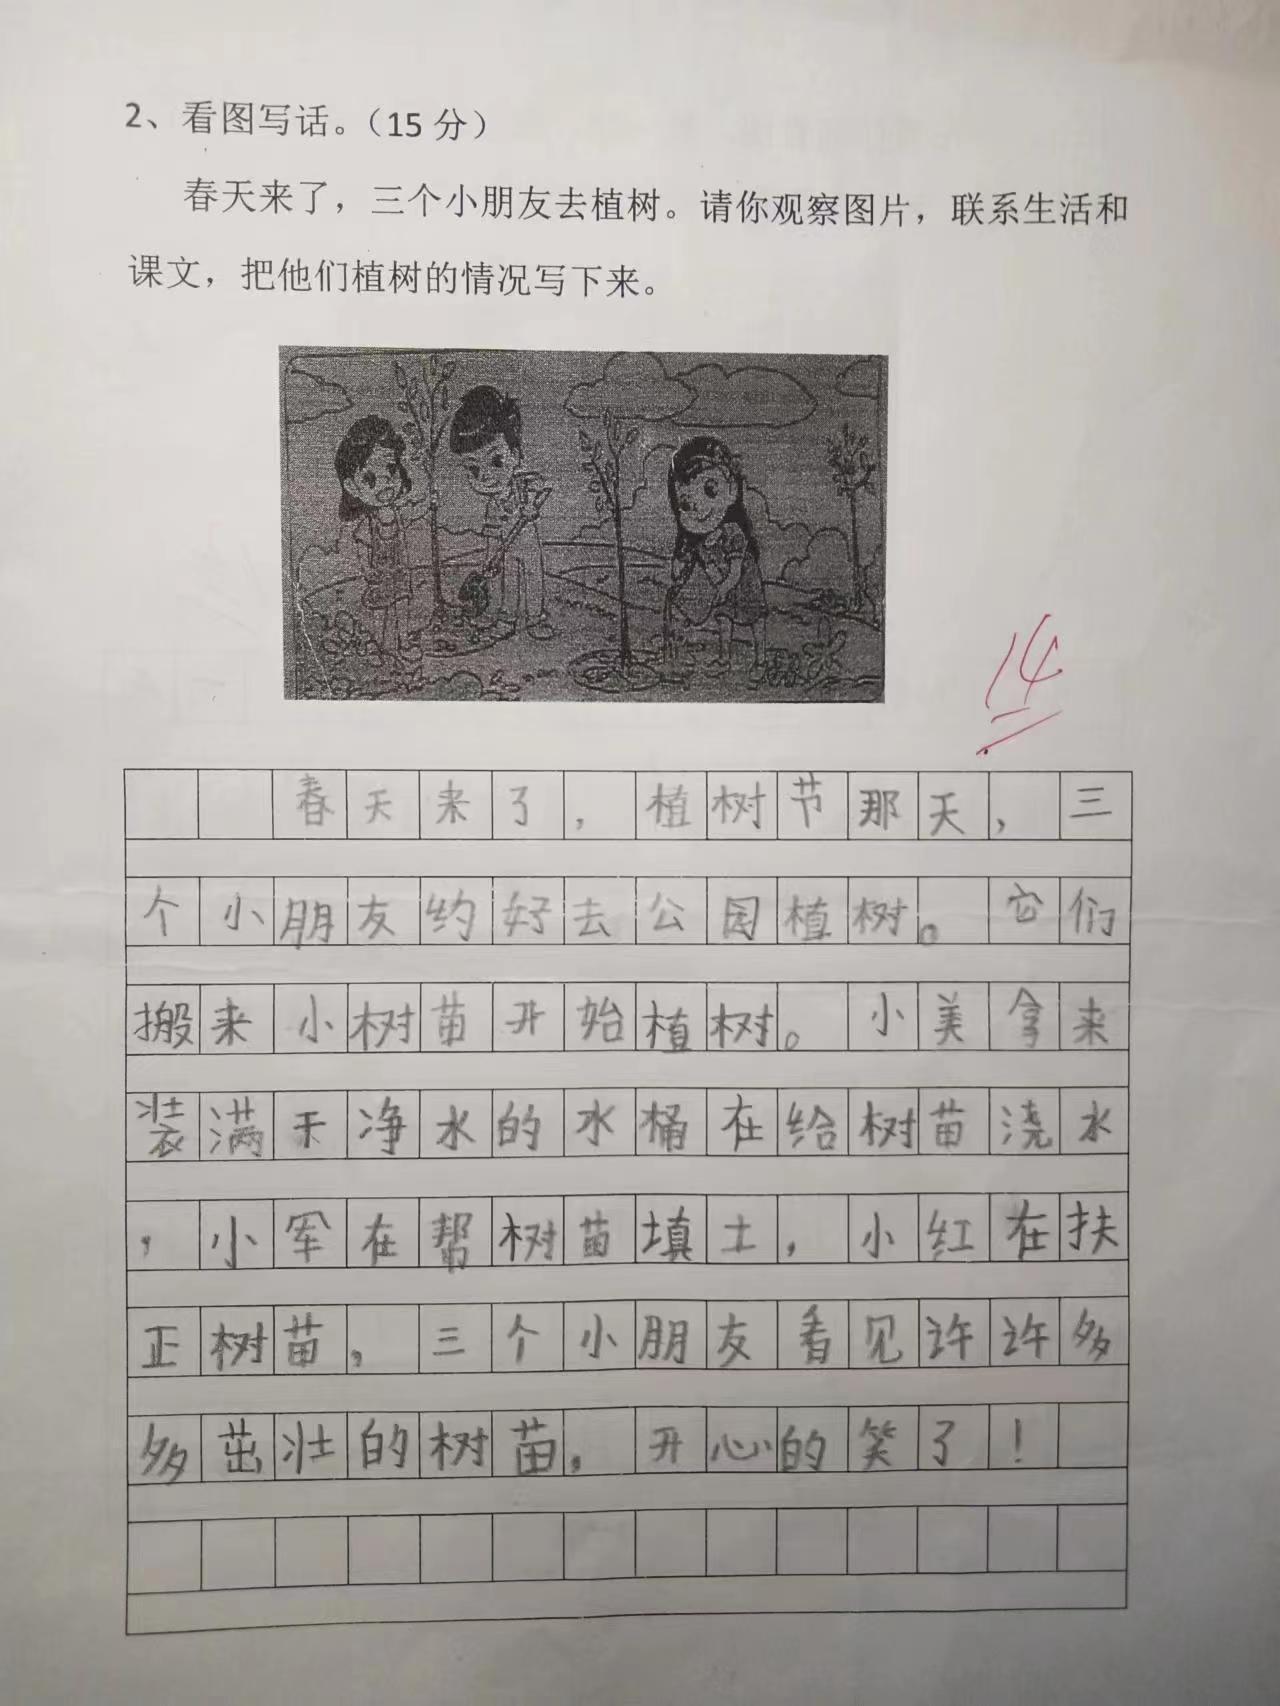 2、看图写话。（15 分）
春天来了，三个小朋友去植树。请你观察图片，联系生活和
课文，把他们植树的情况写下来。
14
春天来了，植树节那天，三
个小朋友约好去公园植树。它们
搬来小树苗开始植树。小美拿来
装满干净水的水桶在给树苗浇水
，小军在帮树苗填土，小红在扶
正树苗，三个小朋友看见许许多
多茁壮的树苗，开心的笑了！